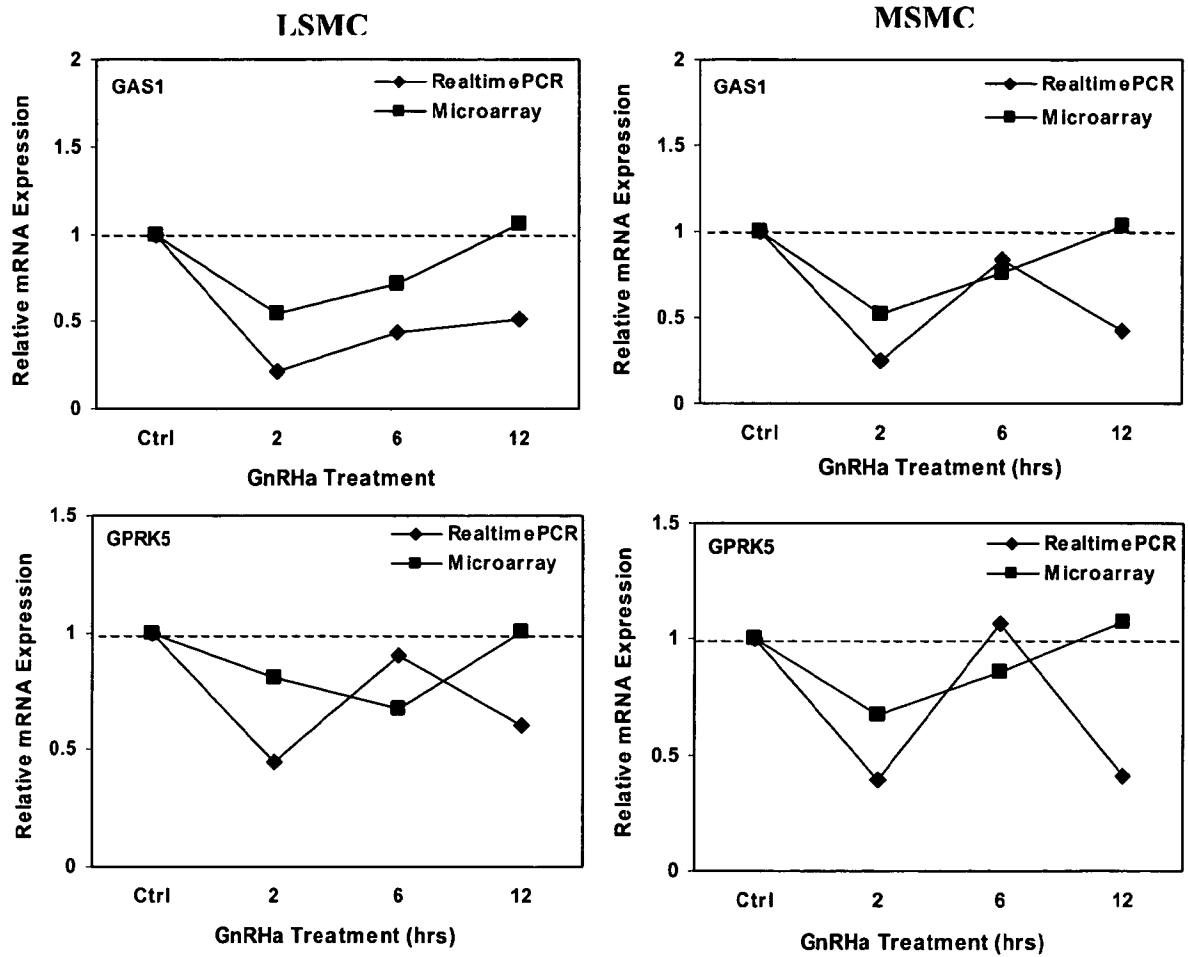 LSMC
MSMC
2
1.5
1
0.5
0
Relative mRNA Expression
GAS1
RealtimePCR
Microarray
Ctrl
2
6
12
GnRHa Treatment
2
1.5
1
0.5
0
Relative mRNA Expression
GAS1
RealtimePCR
Microarray
Ctrl
2
6
12
GnRHa Treatment (hrs)
1.5
1
0.5
0
Relative mRNA Expression
GPRK5
RealtimePCR
Microarray
Ctrl
2
6
12
GnRHa Treatment (hrs)
1.5
1
0.5
0
Relative mRNA Expression
GPRK5
RealtimePCR
Microarray
Ctrl
2
6
12
GnRHa Treatment (hrs)